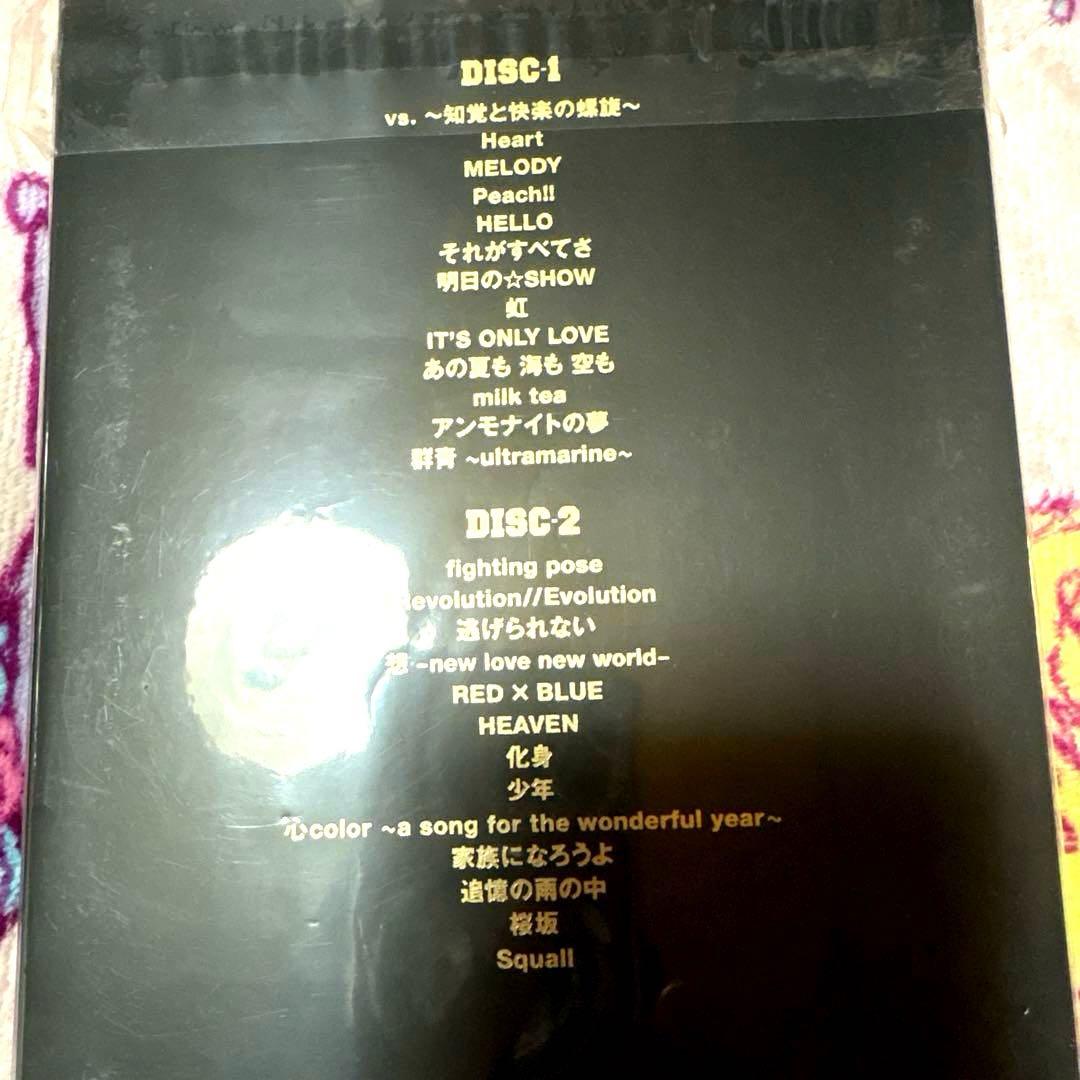 DISC-1
vs. ～知覚と快楽の螺旋～
Heart
MELODY
Peach!!
HELLO
それがすべてさ
明日の☆SHOW
虹
IT'S ONLY LOVE
あの夏も 海も 空も
milk tea
アンモナイトの夢
群青 ~ultramarine~
DISC-2
fighting pose
Revolution//Evolution
逃げられない
想 -new love new world-
RED × BLUE
HEAVEN
化身
少年
心color ~a song for the wonderful year~
家族になろうよ
追憶の雨の中
桜坂
Squall